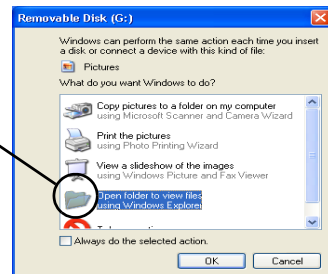 Removable Disk (G:)
Windows can perform the same action each time you insert
a disk or connect a device with this kind of file:
Pictures
What do you want Windows to do?
Copy pictures to a folder on my computer
using Microsoft Scanner and Camera Wizard
Print the pictures
using Photo Printing Wizard
View a slideshow of the images
using Windows Picture and Fax Viewer
Open folder to view files
using Windows Explorer
Always do the selected action.
OK
Cancel